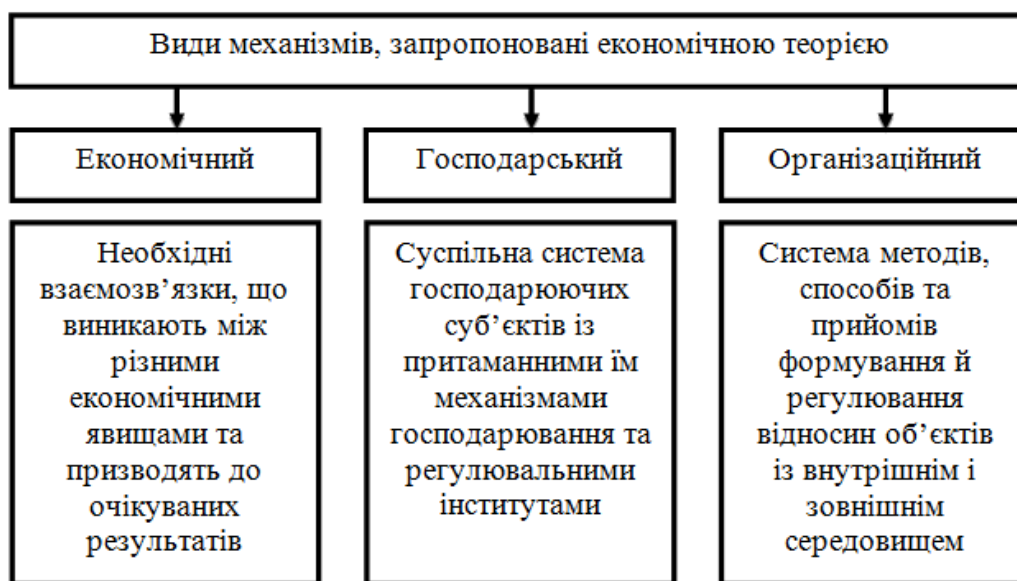 Види механізмів, запропоновані економічною теорією
Економічний
Господарський
Організаційний
Необхідні
взаємозв’язки, що
виникають між
різними
економічними
явищами та
призводять до
очікуваних
результатів
Суспільна система
господарюючих
суб’єктів із
притаманними їм
механізмами
господарювання та
регулювальними
інститутами
Система методів,
способів та
прийомів
формування й
регулювання
відносин об’єктів
із внутрішнім і
зовнішнім
середовищем